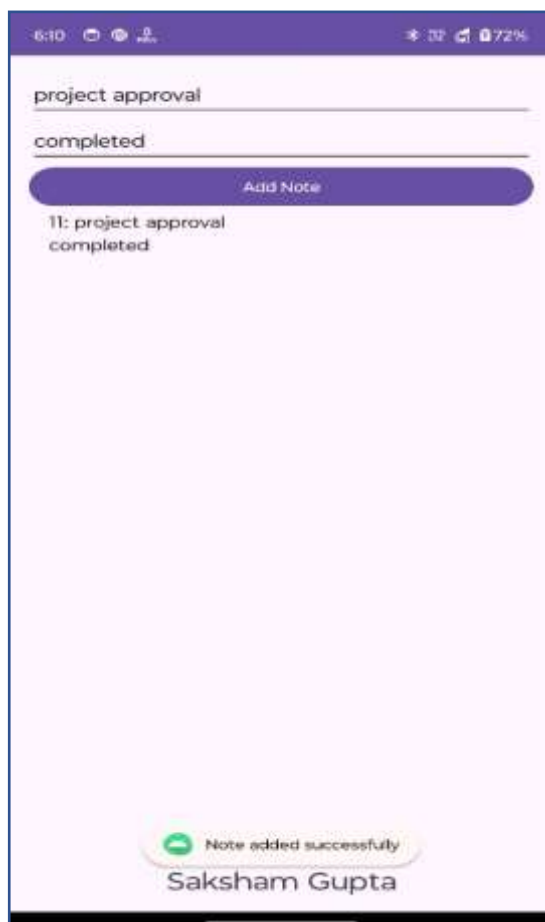 6:10
72%
project approval
completed
Add Note
11: project approval
completed
Note added successfully
Saksham Gupta